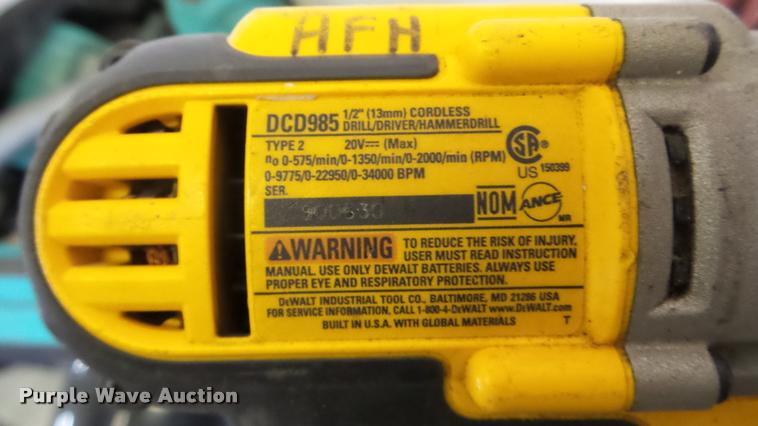 HFH
DCD985 1/2" (13mm) CORDLESS
DRILL/DRIVER/HAMMERDRILL
TYPE 2 20V⎓ (Max)
n₀ 0-575/min/0-1350/min/0-2000/min (RPM)
0-9775/0-22950/0-34000 BPM
SER.
900630
SA
US 150399
NOM ANCE
MR
WARNING TO REDUCE THE RISK OF INJURY,
USER MUST READ INSTRUCTION
MANUAL. USE ONLY DEWALT BATTERIES. ALWAYS USE
PROPER EYE AND RESPIRATORY PROTECTION.
DEWALT INDUSTRIAL TOOL CO., BALTIMORE, MD 21286 USA
FOR SERVICE INFORMATION, CALL 1-800-4-DEWALT www.DEWALT.com
BUILT IN U.S.A. WITH GLOBAL MATERIALS T
Purple Wave Auction